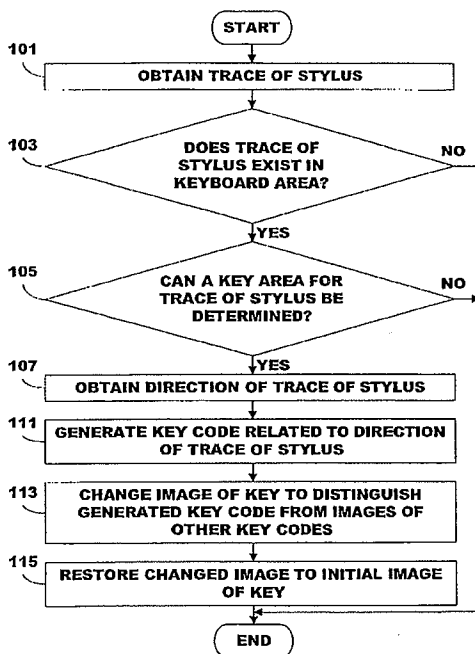 START
101
OBTAIN TRACE OF STYLUS
103
DOES TRACE OF
STYLUS EXIST IN
KEYBOARD AREA?
NO
YES
105
CAN A KEY AREA FOR
TRACE OF STYLUS BE
DETERMINED?
NO
YES
107
OBTAIN DIRECTION OF TRACE OF STYLUS
111
GENERATE KEY CODE RELATED TO DIRECTION
OF TRACE OF STYLUS
113
CHANGE IMAGE OF KEY TO DISTINGUISH
GENERATED KEY CODE FROM IMAGES OF
OTHER KEY CODES
115
RESTORE CHANGED IMAGE TO INITIAL IMAGE
OF KEY
END